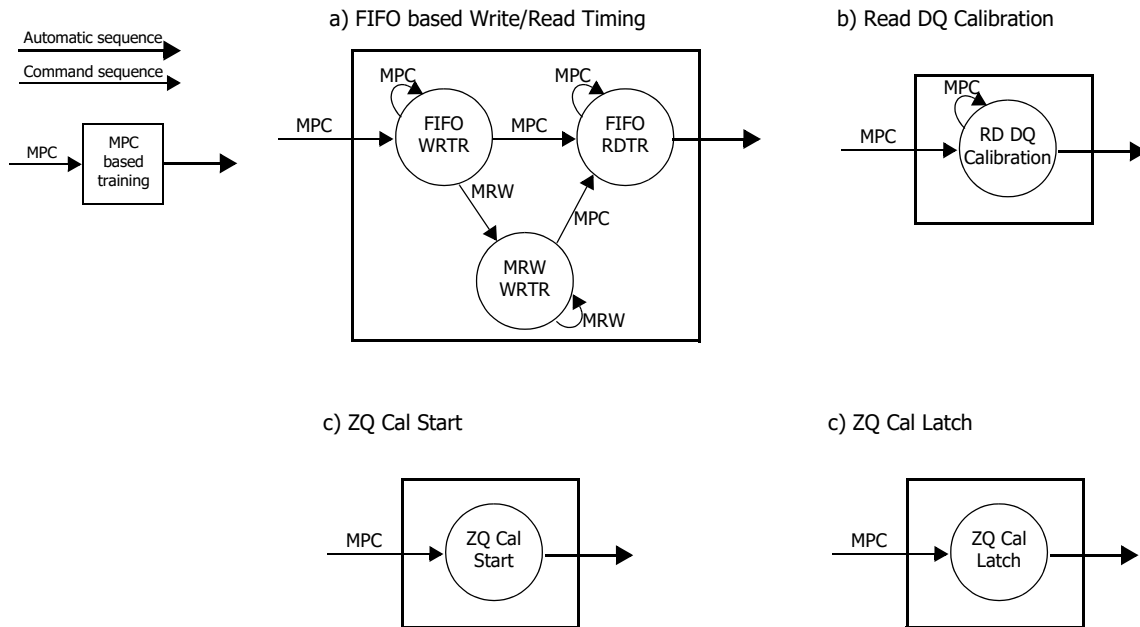 Automatic sequence
Command sequence
MPC
MPC
based
training
a) FIFO based Write/Read Timing
MPC
MPC
FIFO
WRTR
MPC
MPC
FIFO
RDTR
MRW
MPC
MRW
WRTR
MRW
b) Read DQ Calibration
MPC
MPC
RD DQ
Calibration
c) ZQ Cal Start
MPC
ZQ Cal
Start
c) ZQ Cal Latch
MPC
ZQ Cal
Latch